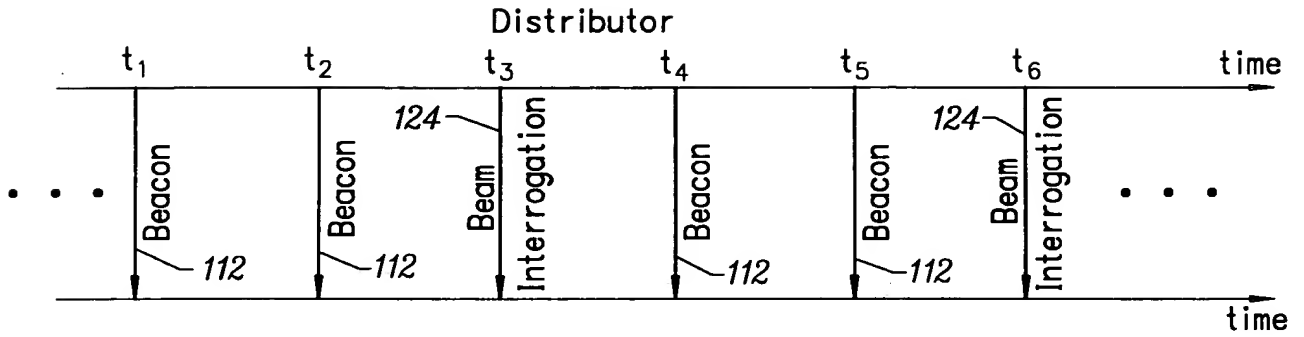 Distributor
t1 t2 t3 t4 t5 t6 time
Beacon
112
Beacon
112
124
Beam
Interrogation
Beacon
112
Beacon
112
124
Beam
Interrogation
time